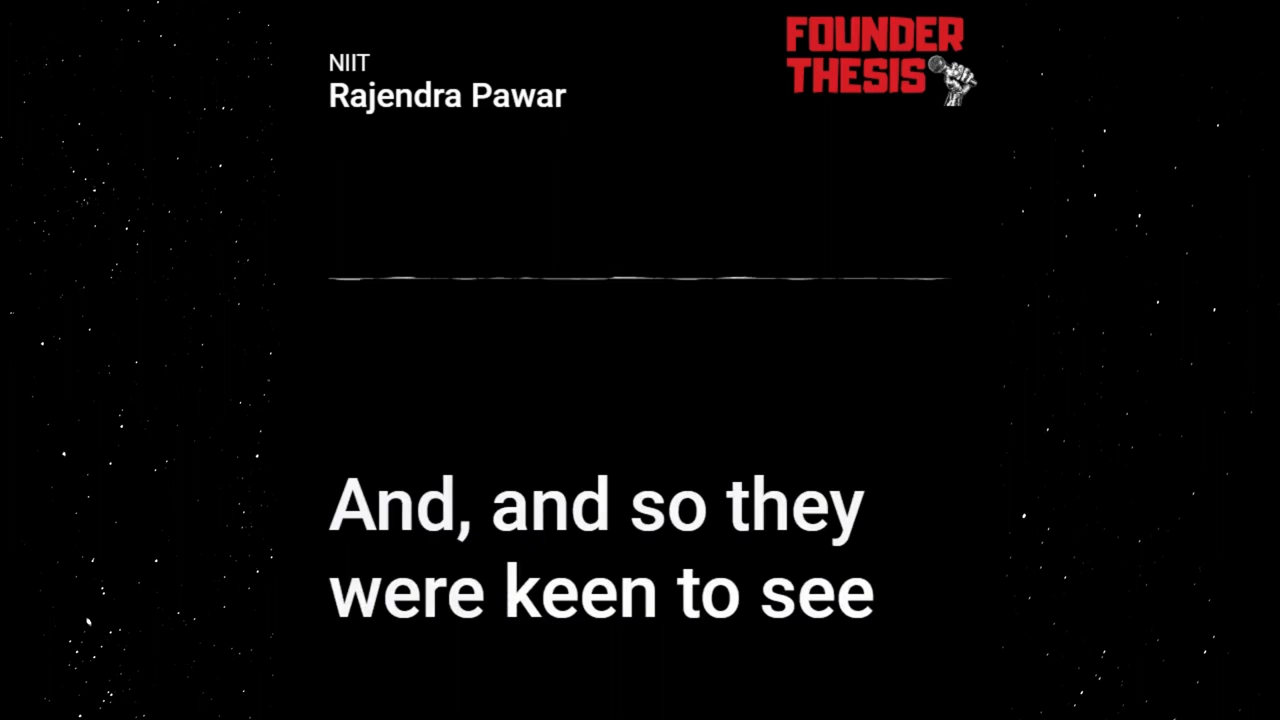 NIIT
Rajendra Pawar
FOUNDER
THESIS
And, and so they
were keen to see